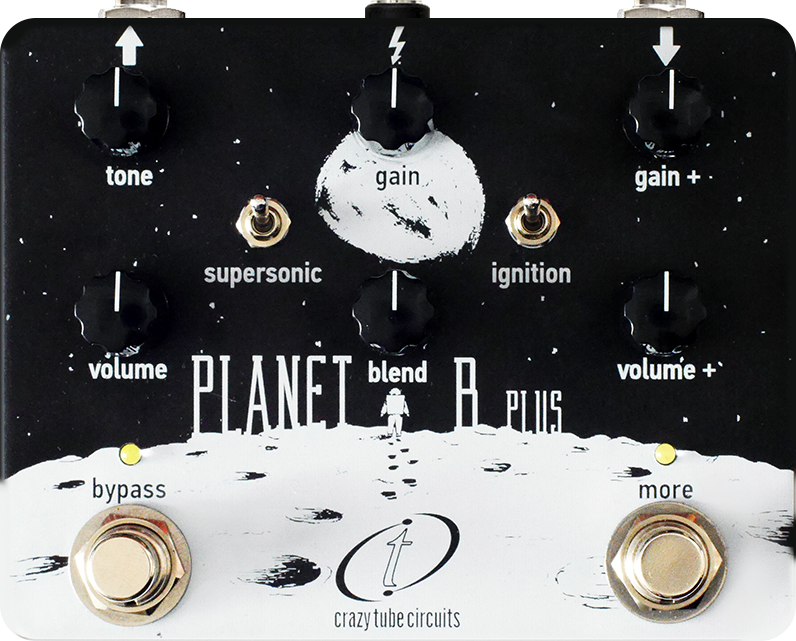 tone
gain
gain +
supersonic
ignition
volume
blend
volume +
PLANET B PLUS
bypass
more
t
crazy tube circuits